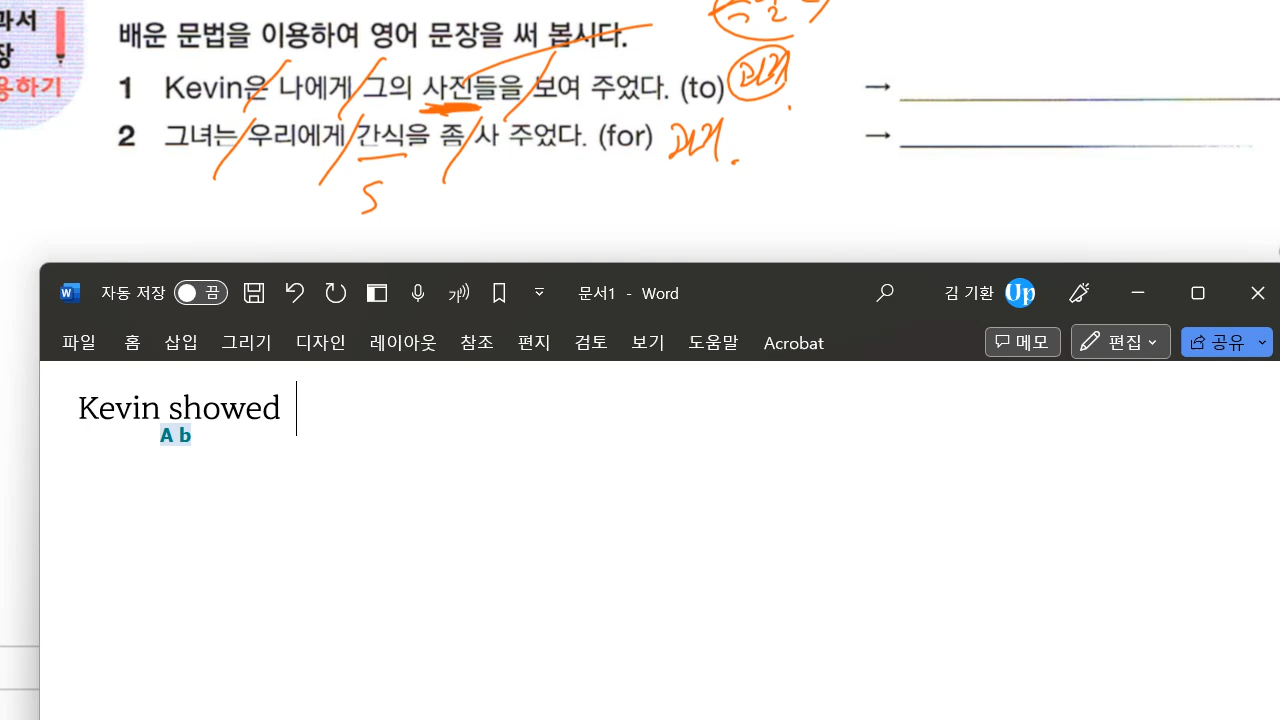 과서
장
용하기
배운 문법을 이용하여 영어 문장을 써 봅시다.
1 Kevin은 나에게 그의 사전들을 보여 주었다. (to) 과거 → 
2 그녀는 우리에게 간식을 좀 사 주었다. (for) 과거. → 
S
자동 저장 끔 가 문서1 - Word 김 기환 Up
파일 홈 삽입 그리기 디자인 레이아웃 참조 편지 검토 보기 도움말 Acrobat 메모 편집 공유
Kevin showed
A b